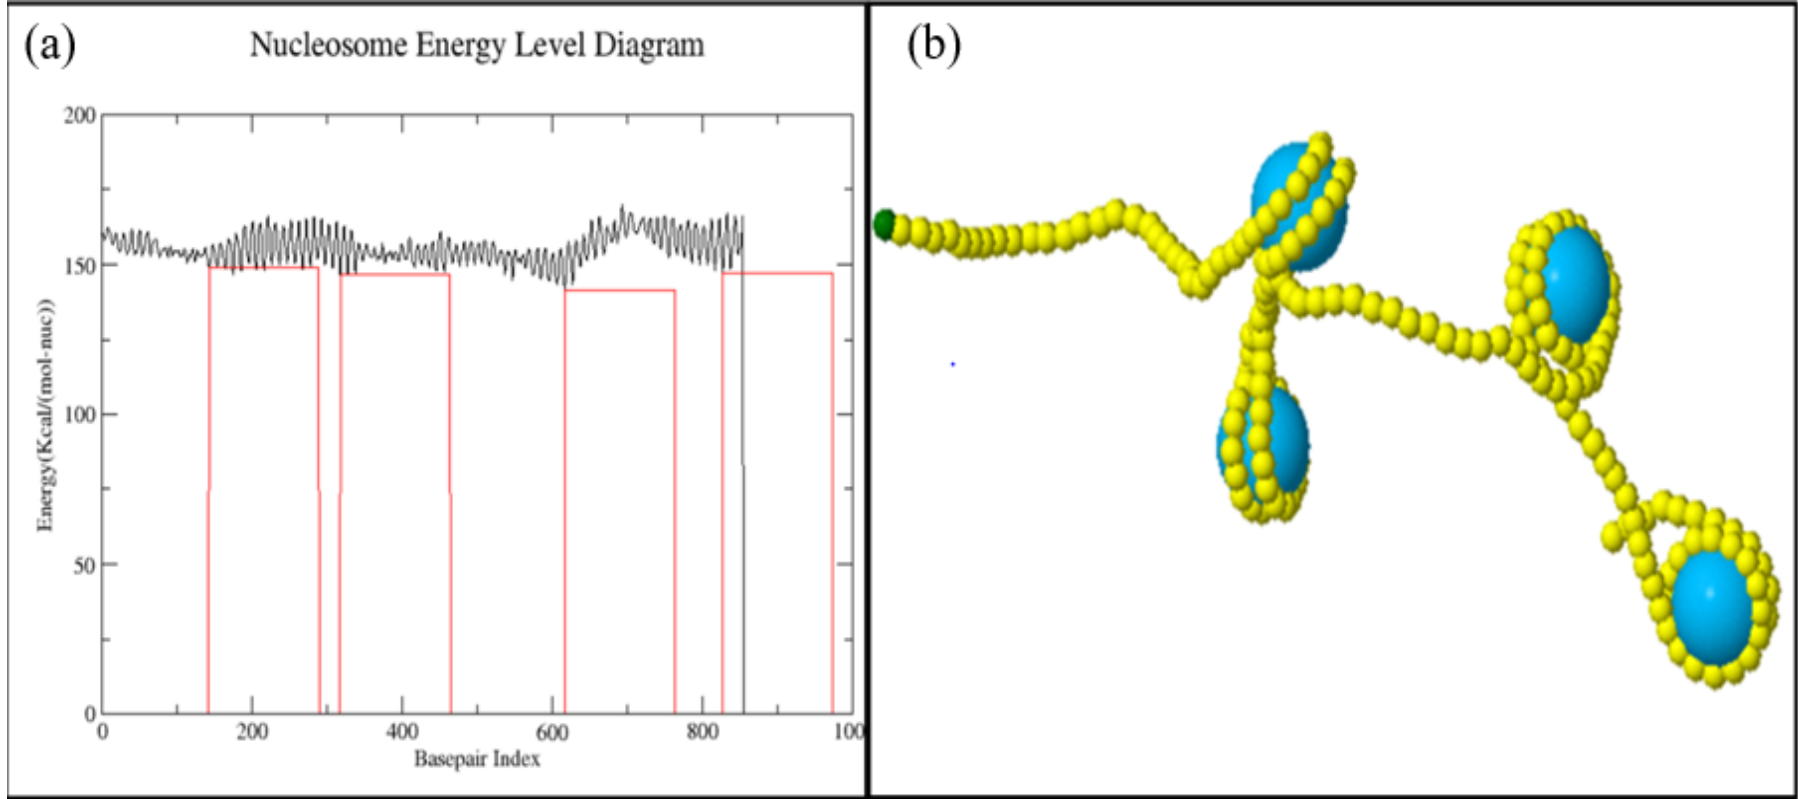 (a)
Nucleosome Energy Level Diagram
200
150
100
50
0
Energy(Kcal/(mol-nuc))
0 200 400 600 800 100
Basepair Index
(b)